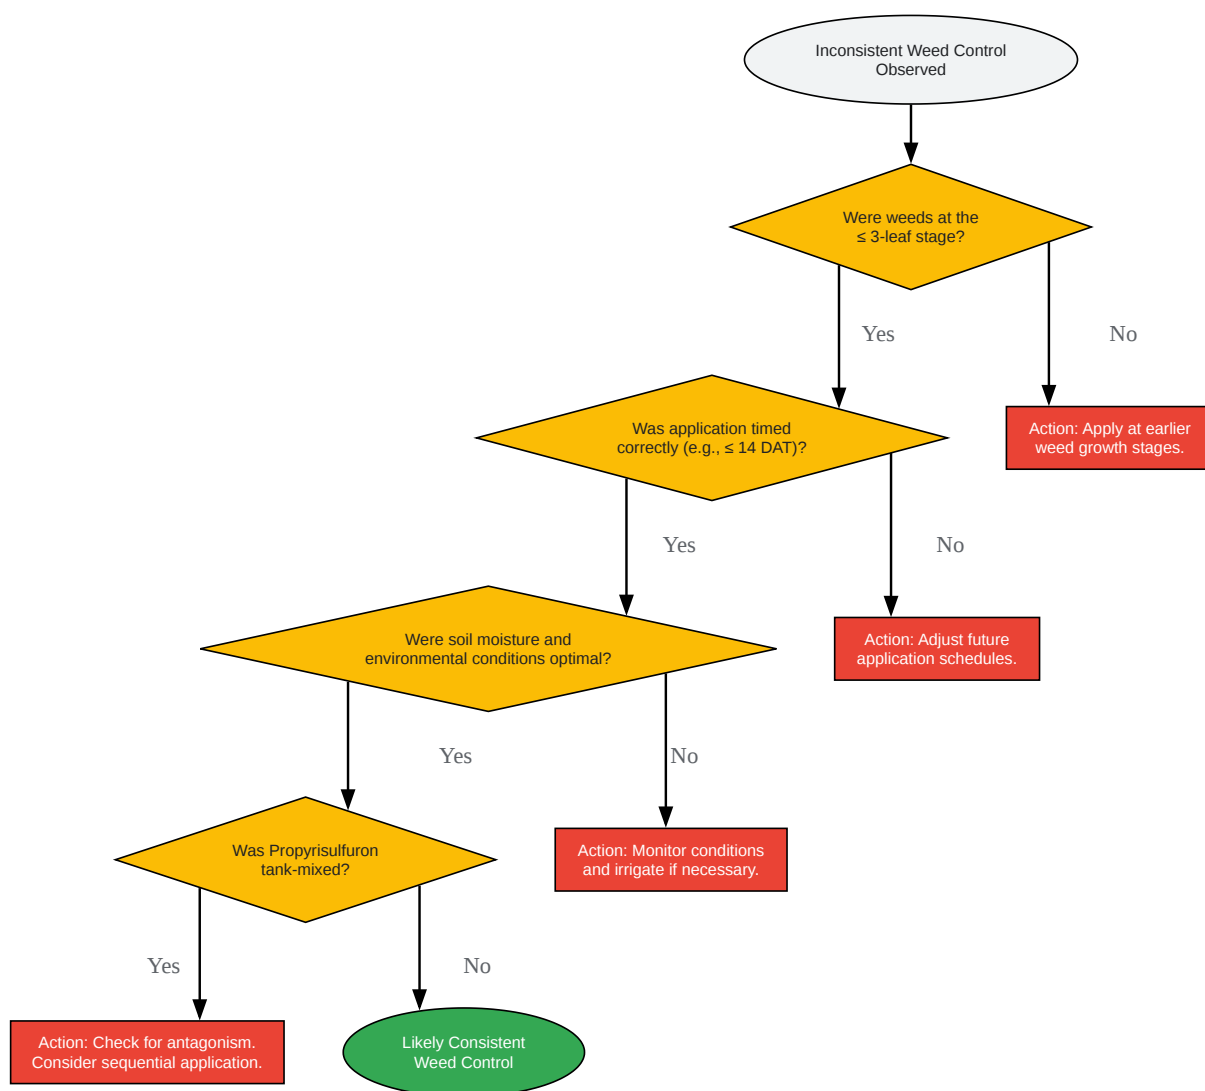 Inconsistent Weed Control
Observed
Were weeds at the
≤ 3-leaf stage?
Yes
No
Was application timed
correctly (e.g., ≤ 14 DAT)?
Action: Apply at earlier
weed growth stages.
Yes
No
Were soil moisture and
environmental conditions optimal?
Action: Adjust future
application schedules.
Yes
No
Was Propyrisulfuron
tank-mixed?
Action: Monitor conditions
and irrigate if necessary.
Yes
No
Action: Check for antagonism.
Consider sequential application.
Likely Consistent
Weed Control